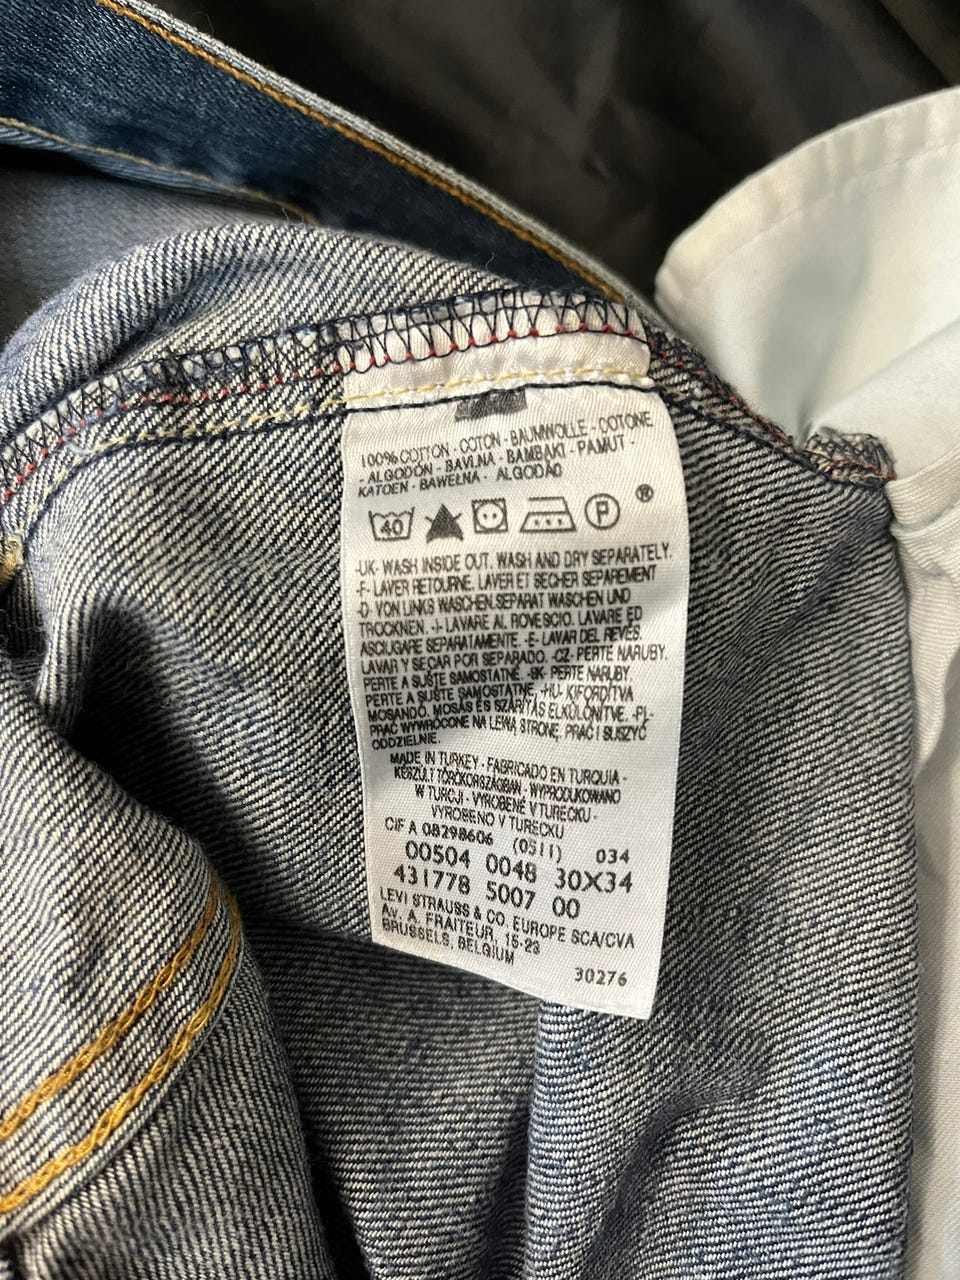 100% COTTON - COTON - BAUMWOLLE - COTONE
- ALGODÓN - BAVLNA - BAMBAKI - PAMUT -
KATOEN - BAWEŁNA - ALGODÃO
40 P ®
-UK- WASH INSIDE OUT. WASH AND DRY SEPARATELY.
-F- LAVER RETOURNE. LAVER ET SECHER SEPAREMENT
-D- VON LINKS WASCHEN.SEPARAT WASCHEN UND
TROCKNEN. -I- LAVARE AL ROVESCIO. LAVARE ED
ASCIUGARE SEPARATAMENTE. -E- LAVAR DEL REVÉS.
LAVAR Y SECAR POR SEPARADO. -CZ- PERTE NARUBY.
PERTE A SUŠTE SAMOSTATNĚ. -SK- PERTE NARUBY.
PERTE A SUŠTE SAMOSTATNE, -HU- KIFORDÍTVA
MOSANDÓ. MOSÁS ÉS SZÁRÍTÁS ELKÜLÖNÍTVE. -PL-
PRAĆ WYWRÓCONE NA LEWĄ STRONĘ, PRAĆ I SUSZYĆ
ODDZIELNIE.
MADE IN TURKEY - FABRICADO EN TURQUIA -
KÉSZÜLT TÖRÖKORSZÁGBAN - WYPRODUKOWANO
W TURCJI - VYROBENÉ V TURECKU -
VYROBENO V TURECKU
CIF A 08298606 (0511) 034
00504 0048 30X34
431778 5007 00
LEVI STRAUSS & CO. EUROPE SCA/CVA
AV. A. FRAITEUR, 15-23
BRUSSELS, BELGIUM
30276